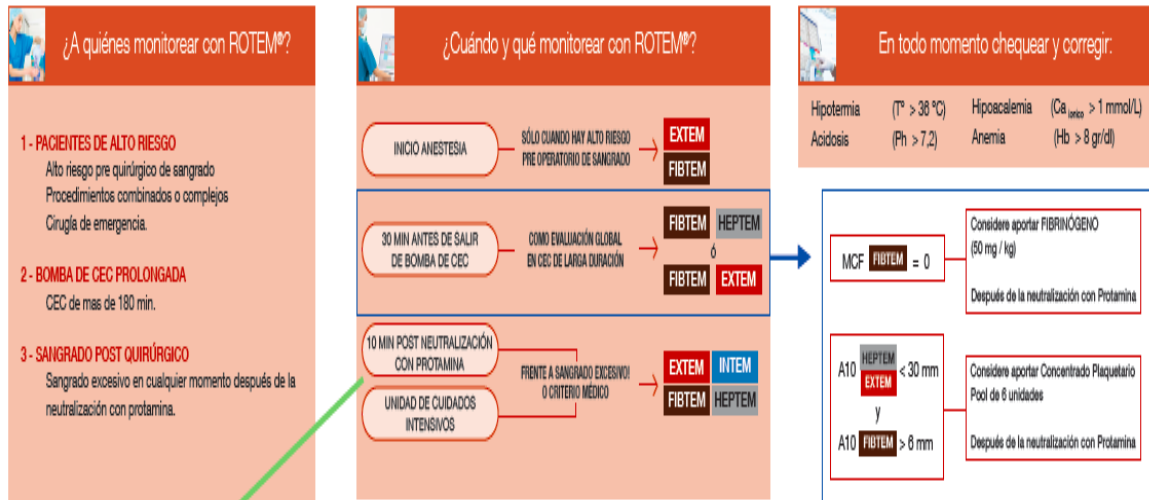 ¿A quiénes monitorear con ROTEM®?
1 - PACIENTES DE ALTO RIESGO
Alto riesgo pre quirúrgico de sangrado
Procedimientos combinados o complejos
Cirugía de emergencia.
2 - BOMBA DE CEC PROLONGADA
CEC de mas de 180 min.
3 - SANGRADO POST QUIRÚRGICO
Sangrado excesivo en cualquier momento después de la
neutralización con protamina.
¿Cuándo y qué monitorear con ROTEM®?
INICIO ANESTESIA
SÓLO CUANDO HAY ALTO RIESGO
PRE OPERATORIO DE SANGRADO
EXTEM
FIBTEM
30 MIN ANTES DE SALIR
DE BOMBA DE CEC
COMO EVALUACIÓN GLOBAL
EN CEC DE LARGA DURACIÓN
FIBTEM HEPTEM
ó
FIBTEM EXTEM
10 MIN POST NEUTRALIZACIÓN
CON PROTAMINA
UNIDAD DE CUIDADOS
INTENSIVOS
FRENTE A SANGRADO EXCESIVO!
O CRITERIO MÉDICO
EXTEM INTEM
FIBTEM HEPTEM
En todo momento chequear y corregir:
Hipotermia (Tº > 36 ºC) Hipoacalemia (Ca ionico > 1 mmol/L)
Acidosis (Ph > 7,2) Anemia (Hb > 8 gr/dl)
MCF FIBTEM = 0
Considere aportar FIBRINÓGENO
(50 mg / kg)
Después de la neutralización con Protamina
A10 HEPTEM EXTEM < 30 mm
y
A10 FIBTEM > 6 mm
Considere aportar Concentrado Plaquetario
Pool de 6 unidades
Después de la neutralización con Protamina